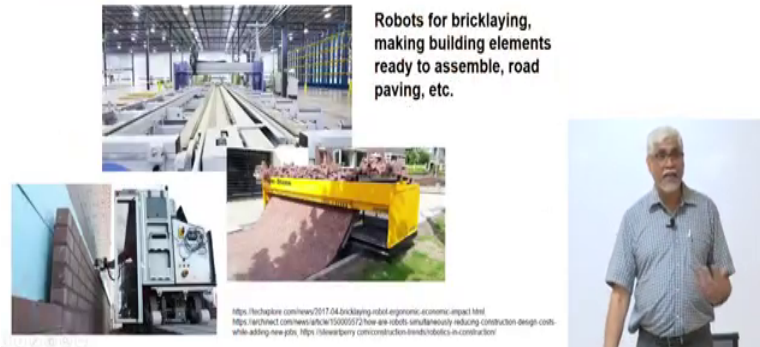 Robots for bricklaying,
making building elements
ready to assemble, road
paving, etc.
https://techxplore.com/news/2017-04-bricklaying-robot-ergonomic-economic-impact.html,
https://archinect.com/news/article/150003572/how-are-robots-simultaneously-reducing-construction-design-costs-
while-adding-new-jobs, https://stewartperry.com/construction-trends/robotics-in-construction/